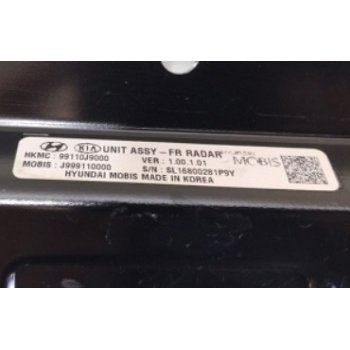 KIA UNIT ASSY - FR RADAR
HKMC : 99110J9000 VER : 1.00.1.01 MOBIS
MOBIS : J999110000 S/N : SL16800281P9Y
HYUNDAI MOBIS MADE IN KOREA